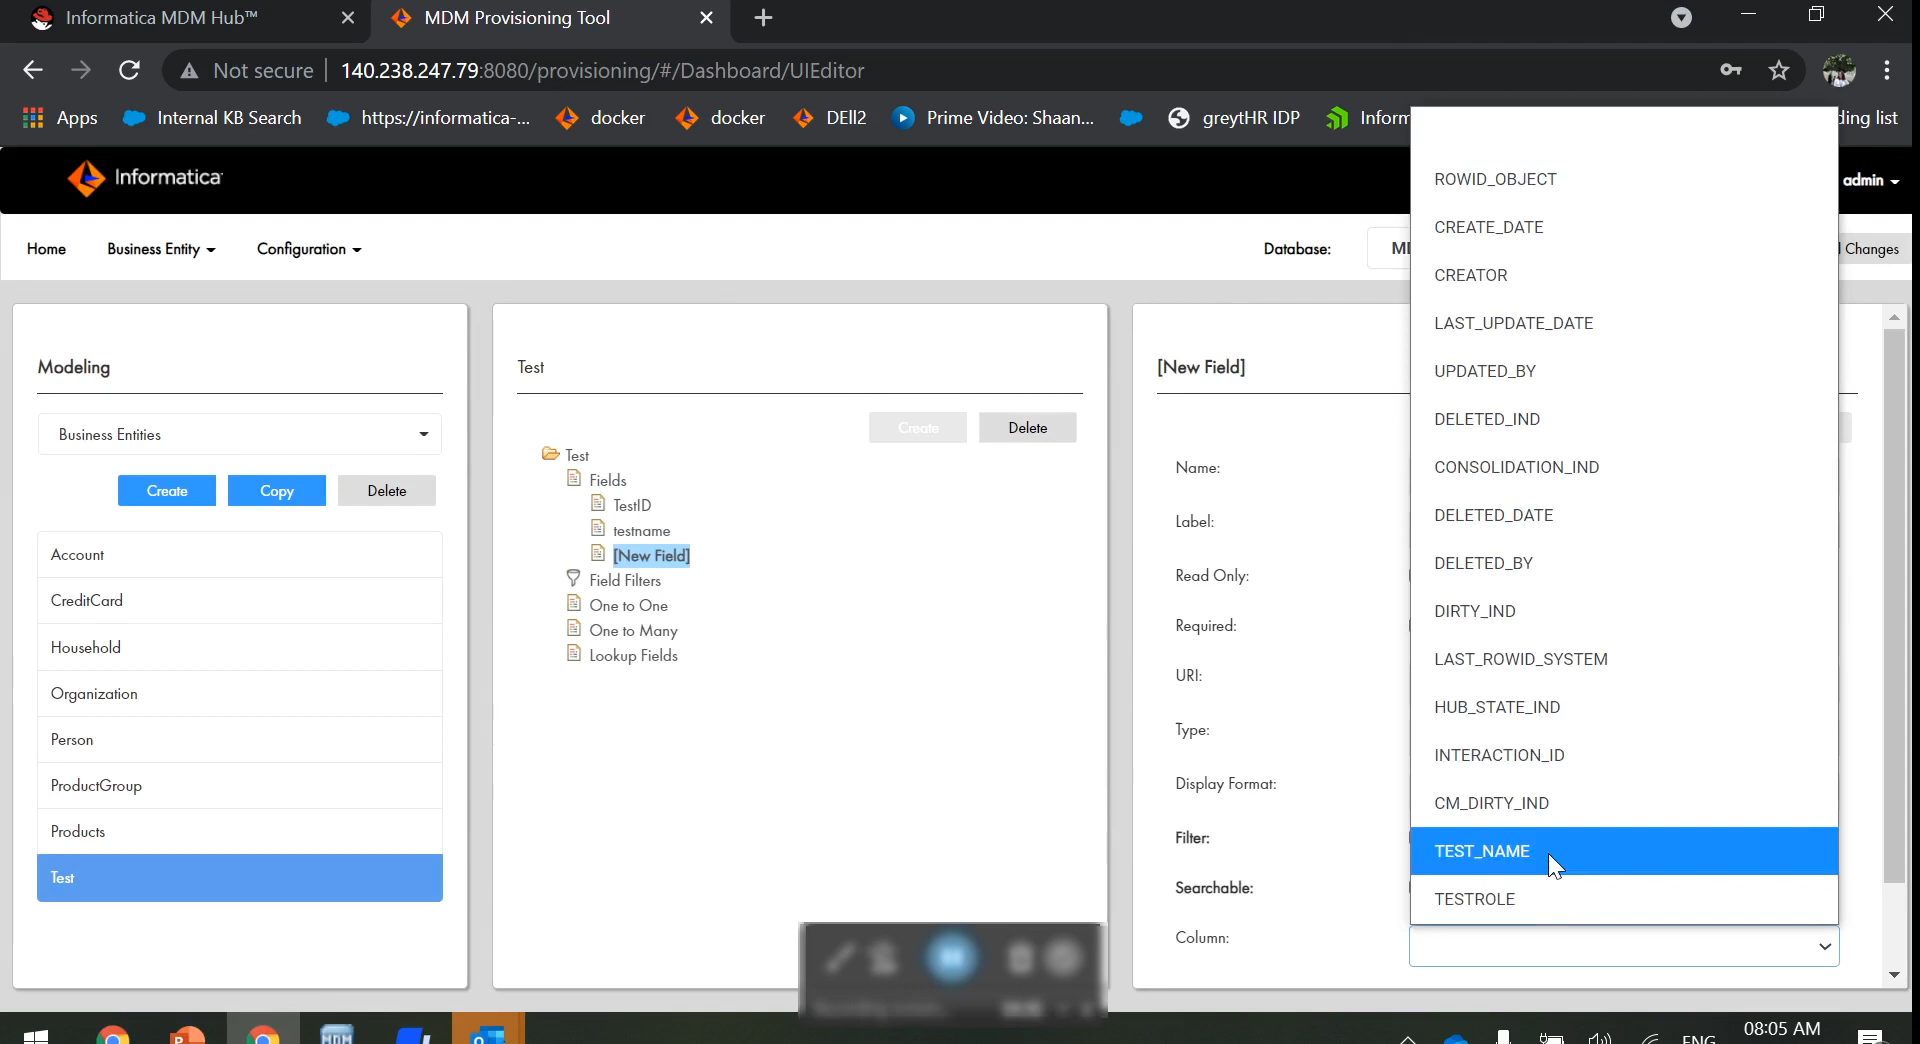 Informatica MDM Hub™
MDM Provisioning Tool
Not secure
140.238.247.79:8080/provisioning/#/Dashboard/UIEditor
Apps
Internal KB Search
https://informatica-...
docker
docker
DEll2
Prime Video: Shaan...
greytHR IDP
Inform
ding list
Informatica
admin
Home
Business Entity
Configuration
Database:
Changes
Modeling
Business Entities
Create
Copy
Delete
Account
CreditCard
Household
Organization
Person
ProductGroup
Products
Test
Test
Create
Delete
Test
Fields
TestID
testname
[New Field]
Field Filters
One to One
One to Many
Lookup Fields
[New Field]
Name:
Label:
Read Only:
Required:
URI:
Type:
Display Format:
Filter:
Searchable:
Column:
ROWID_OBJECT
CREATE_DATE
CREATOR
LAST_UPDATE_DATE
UPDATED_BY
DELETED_IND
CONSOLIDATION_IND
DELETED_DATE
DELETED_BY
DIRTY_IND
LAST_ROWID_SYSTEM
HUB_STATE_IND
INTERACTION_ID
CM_DIRTY_IND
TEST_NAME
TESTROLE
ENG
08:05 AM